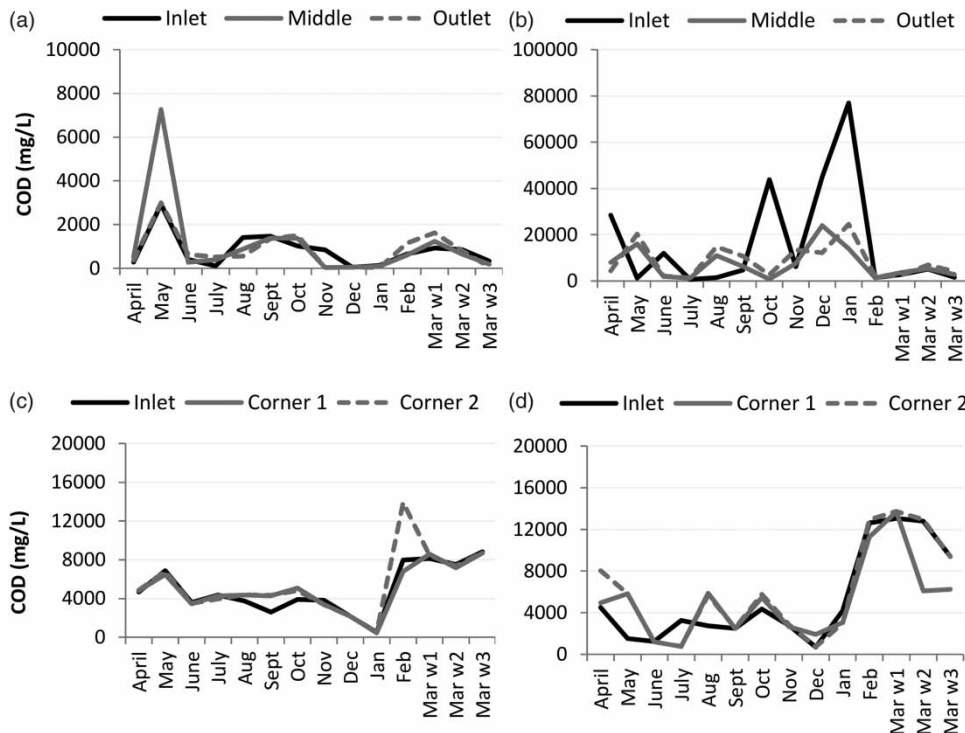 (a) Inlet Middle Outlet
10000
8000
6000
4000
2000
0
COD (mg/L)
April May June July Aug Sept Oct Nov Dec Jan Feb Mar w1 Mar w2 Mar w3
(b) Inlet Middle Outlet
100000
80000
60000
40000
20000
0
April May June July Aug Sept Oct Nov Dec Jan Feb Mar w1 Mar w2 Mar w3
(c) Inlet Corner 1 Corner 2
20000
16000
12000
8000
4000
0
COD (mg/L)
April May June July Aug Sept Oct Nov Dec Jan Feb Mar w1 Mar w2 Mar w3
(d) Inlet Corner 1 Corner 2
20000
16000
12000
8000
4000
0
April May June July Aug Sept Oct Nov Dec Jan Feb Mar w1 Mar w2 Mar w3